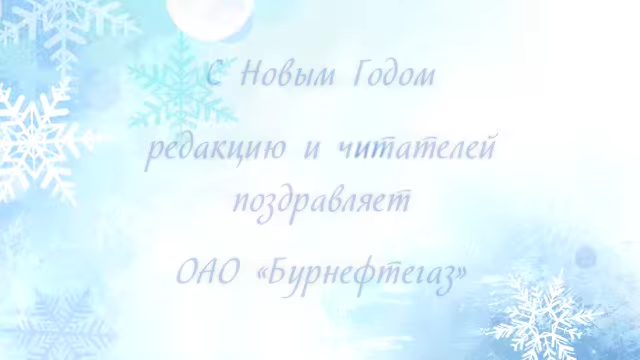 С Новым Годом
редакцию и читателей
поздравляет
ОАО «Бурнефтегаз»